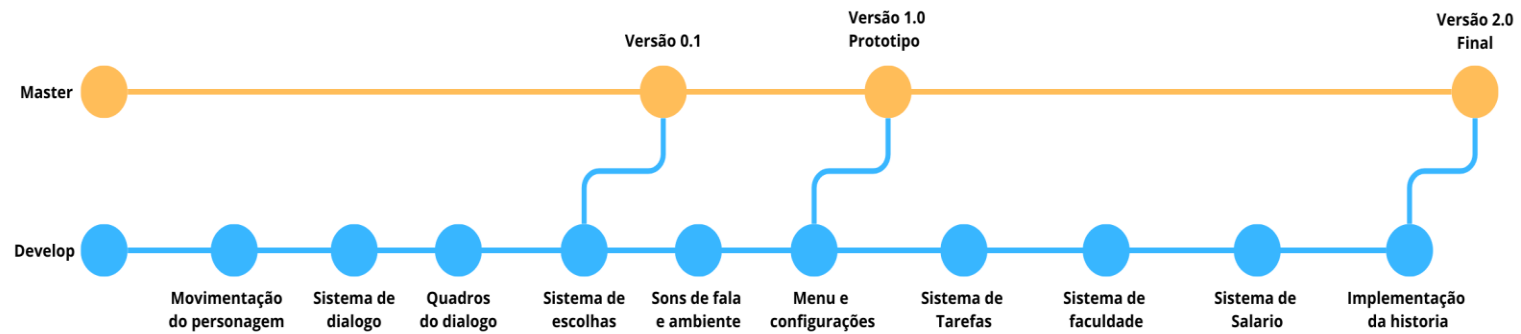 Versão 0.1
Versão 1.0
Prototipo
Versão 2.0
Final
Master
Develop
Movimentação
do personagem
Sistema de
dialogo
Quadros
do dialogo
Sistema de
escolhas
Sons de fala
e ambiente
Menu e
configurações
Sistema de
Tarefas
Sistema de
faculdade
Sistema de
Salario
Implementação
da historia